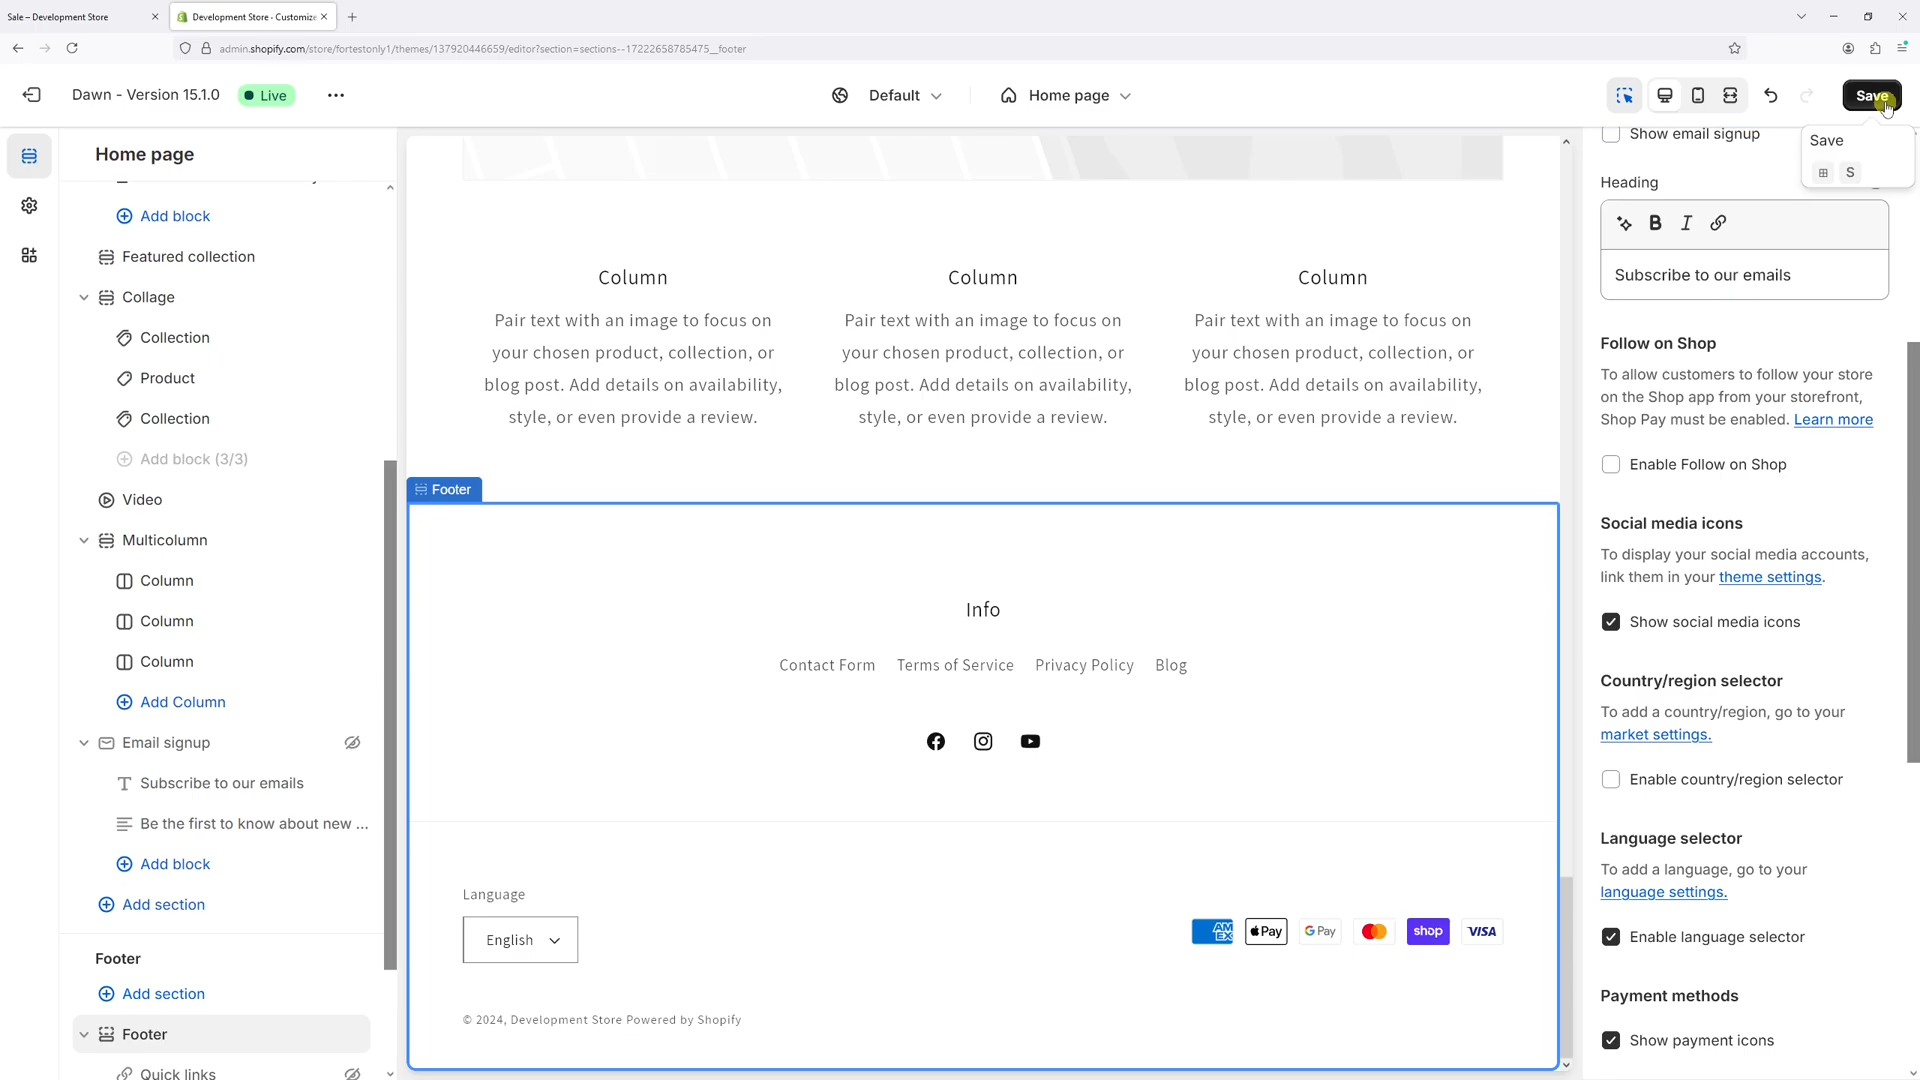 Sale – Development Store
Development Store · Customize
admin.shopify.com/store/fortestonly1/themes/137920446659/editor?section=sections--17222658785475__footer
Dawn - Version 15.1.0
Live
Default
Home page
Save
Save
S
Home page
Add block
Featured collection
Collage
Collection
Product
Collection
Add block (3/3)
Video
Multicolumn
Column
Column
Column
Add Column
Email signup
Subscribe to our emails
Be the first to know about new ...
Add block
Add section
Footer
Add section
Footer
Quick links
Column
Pair text with an image to focus on
your chosen product, collection, or
blog post. Add details on availability,
style, or even provide a review.
Column
Pair text with an image to focus on
your chosen product, collection, or
blog post. Add details on availability,
style, or even provide a review.
Column
Pair text with an image to focus on
your chosen product, collection, or
blog post. Add details on availability,
style, or even provide a review.
Footer
Info
Contact Form Terms of Service Privacy Policy Blog
Language
English
AM
EX
Pay
G Pay
shop
VISA
© 2024, Development Store Powered by Shopify
Show email signup
Heading
B I
Subscribe to our emails
Follow on Shop
To allow customers to follow your store
on the Shop app from your storefront,
Shop Pay must be enabled. Learn more
Enable Follow on Shop
Social media icons
To display your social media accounts,
link them in your theme settings.
Show social media icons
Country/region selector
To add a country/region, go to your
market settings.
Enable country/region selector
Language selector
To add a language, go to your
language settings.
Enable language selector
Payment methods
Show payment icons